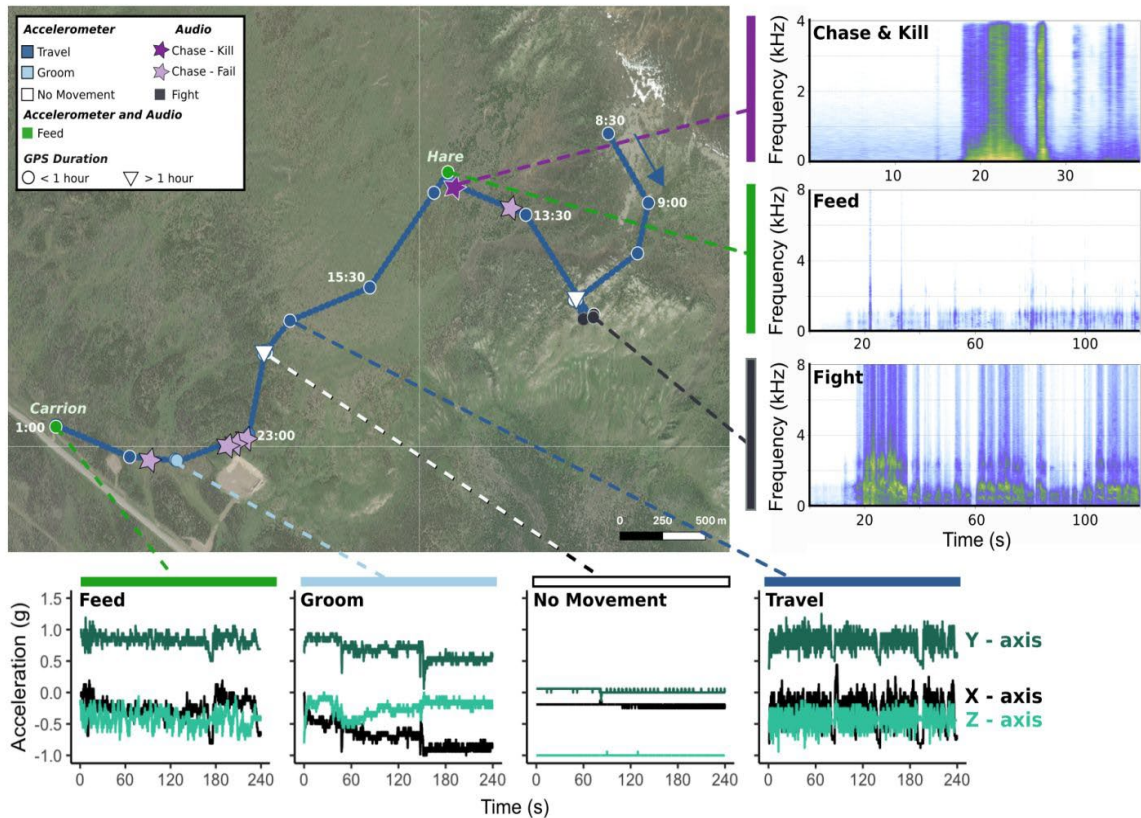 Accelerometer
Audio
Travel
Chase - Kill
Groom
Chase - Fail
No Movement
Fight
Accelerometer and Audio
Feed
GPS Duration
< 1 hour
> 1 hour
8:30
Hare
9:00
13:30
15:30
Carrion
1:00
23:00
0 250 500 m
Chase & Kill
Frequency (kHz)
4
2
0
10 20 30
Feed
Frequency (kHz)
8
4
0
20 60 100
Fight
Frequency (kHz)
8
4
0
20 60 100
Time (s)
Feed
Groom
No Movement
Travel
Acceleration (g)
1.5
1.0
0.5
0.0
-0.5
-1.0
Y - axis
X - axis
Z - axis
0 60 120 180 240
0 60 120 180 240
0 60 120 180 240
0 60 120 180 240
Time (s)